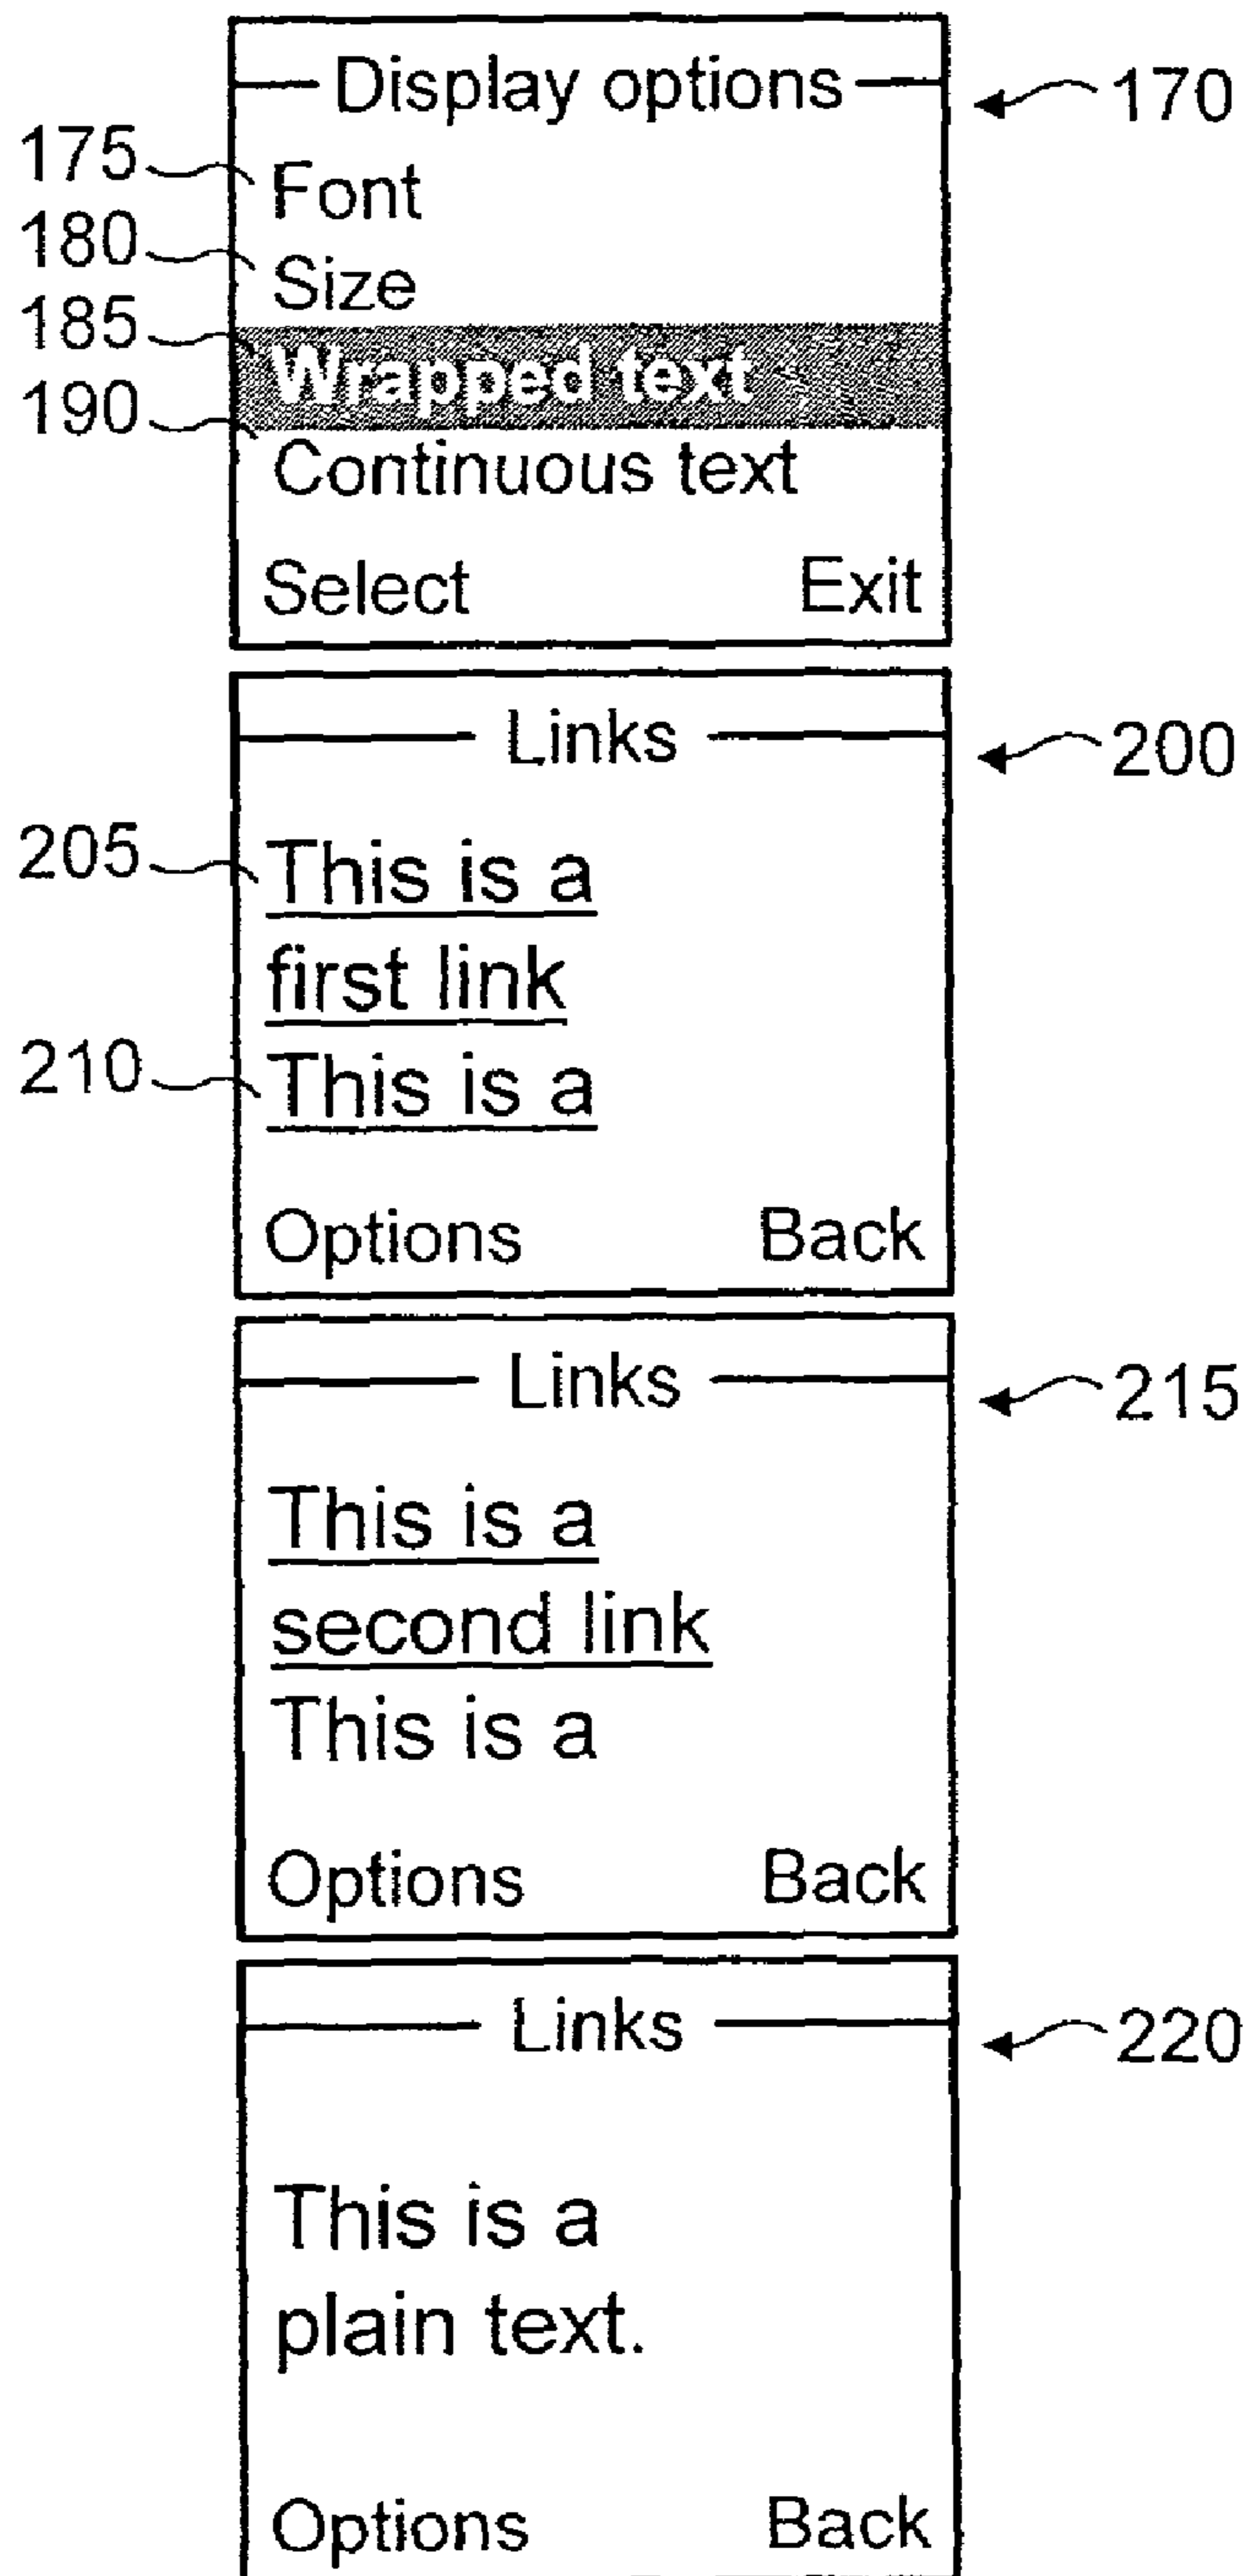 Display options
170
175
Font
180
Size
185
Wrapped text
190
Continuous text
Select Exit
Links
200
205
This is a
first link
210
This is a
Options Back
Links
215
This is a
second link
This is a
Options Back
Links
220
This is a
plain text.
Options Back